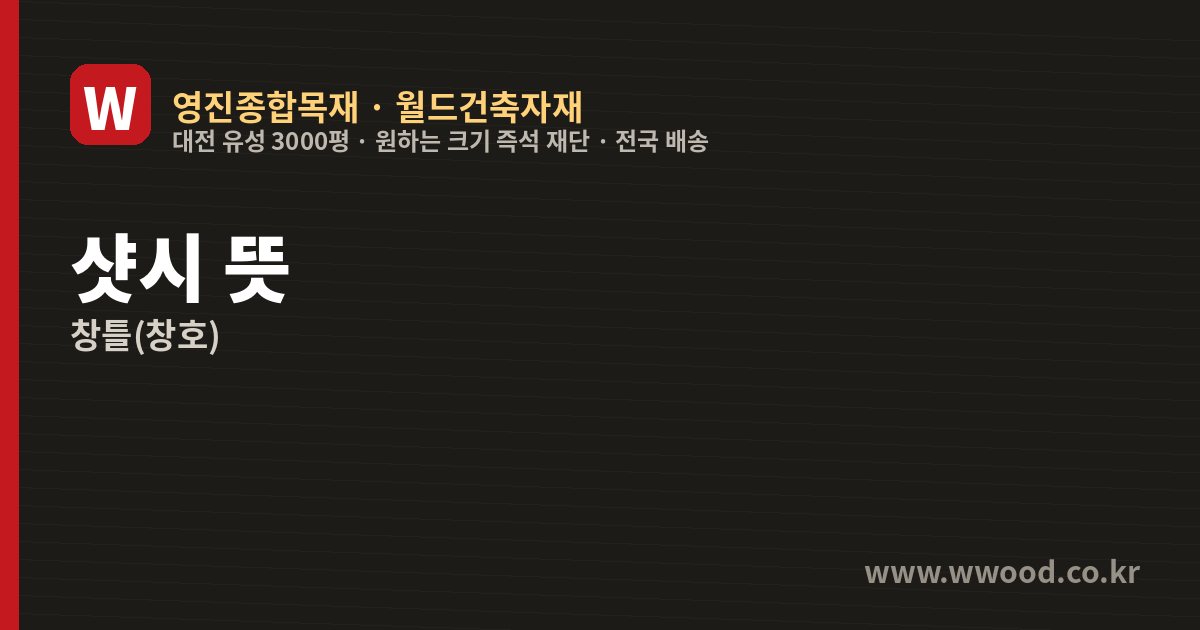 W
영진종합목재 · 월드건축자재
대전 유성 3000평 · 원하는 크기 즉석 재단 · 전국 배송
샷시 뜻
창틀(창호)
www.wwood.co.kr